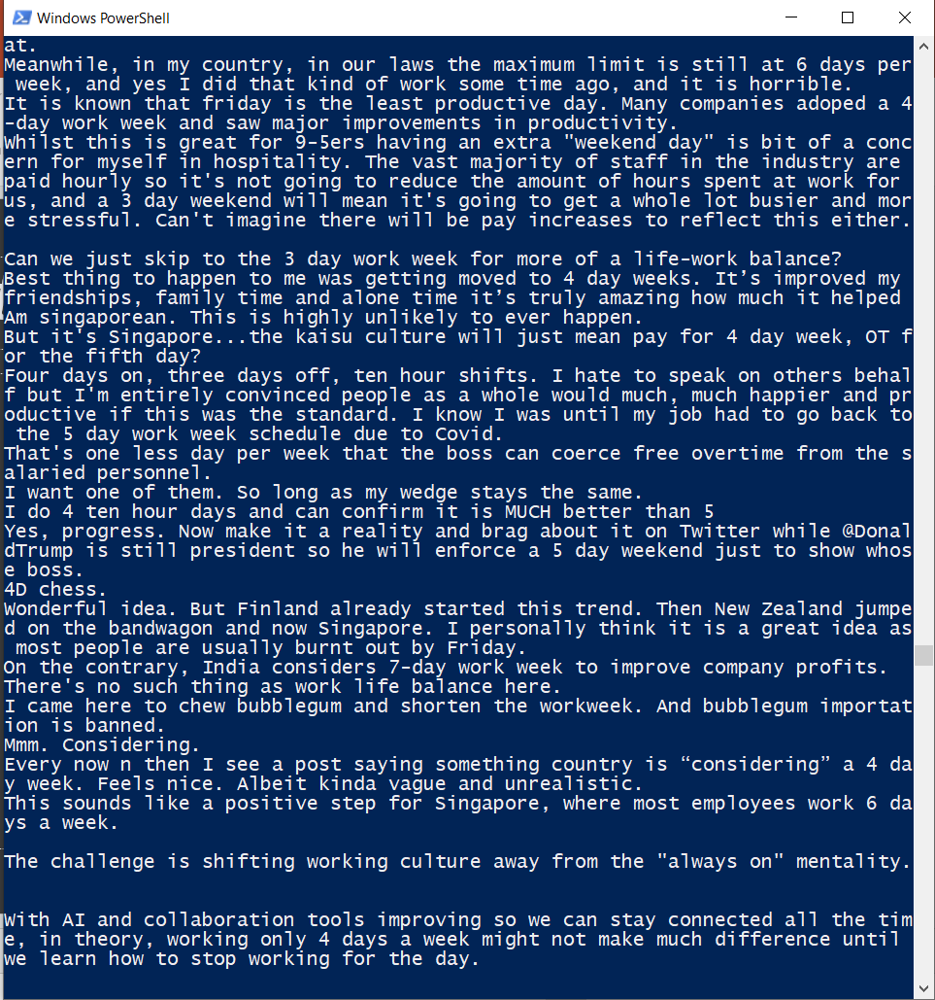 Windows PowerShell
at.
Meanwhile, in my country, in our laws the maximum limit is still at 6 days per
 week, and yes I did that kind of work some time ago, and it is horrible.
It is known that friday is the least productive day. Many companies adoped a 4
-day work week and saw major improvements in productivity.
Whilst this is great for 9-5ers having an extra "weekend day" is bit of a conc
ern for myself in hospitality. The vast majority of staff in the industry are
paid hourly so it's not going to reduce the amount of hours spent at work for
us, and a 3 day weekend will mean it's going to get a whole lot busier and mor
e stressful. Can't imagine there will be pay increases to reflect this either.
Can we just skip to the 3 day work week for more of a life-work balance?
Best thing to happen to me was getting moved to 4 day weeks. It’s improved my
friendships, family time and alone time it’s truly amazing how much it helped
Am singaporean. This is highly unlikely to ever happen.
But it's Singapore...the kaisu culture will just mean pay for 4 day week, OT f
or the fifth day?
Four days on, three days off, ten hour shifts. I hate to speak on others behal
f but I'm entirely convinced people as a whole would much, much happier and pr
oductive if this was the standard. I know I was until my job had to go back to
 the 5 day work week schedule due to Covid.
That's one less day per week that the boss can coerce free overtime from the s
alaried personnel.
I want one of them. So long as my wedge stays the same.
I do 4 ten hour days and can confirm it is MUCH better than 5
Yes, progress. Now make it a reality and brag about it on Twitter while @Donal
dTrump is still president so he will enforce a 5 day weekend just to show whos
e boss.
4D chess.
Wonderful idea. But Finland already started this trend. Then New Zealand jumpe
d on the bandwagon and now Singapore. I personally think it is a great idea as
 most people are usually burnt out by Friday.
On the contrary, India considers 7-day work week to improve company profits.
There's no such thing as work life balance here.
I came here to chew bubblegum and shorten the workweek. And bubblegum importat
ion is banned.
Mmm. Considering.
Every now n then I see a post saying something country is “considering” a 4 da
y week. Feels nice. Albeit kinda vague and unrealistic.
This sounds like a positive step for Singapore, where most employees work 6 da
ys a week.
The challenge is shifting working culture away from the "always on" mentality.
With AI and collaboration tools improving so we can stay connected all the tim
e, in theory, working only 4 days a week might not make much difference until
we learn how to stop working for the day.